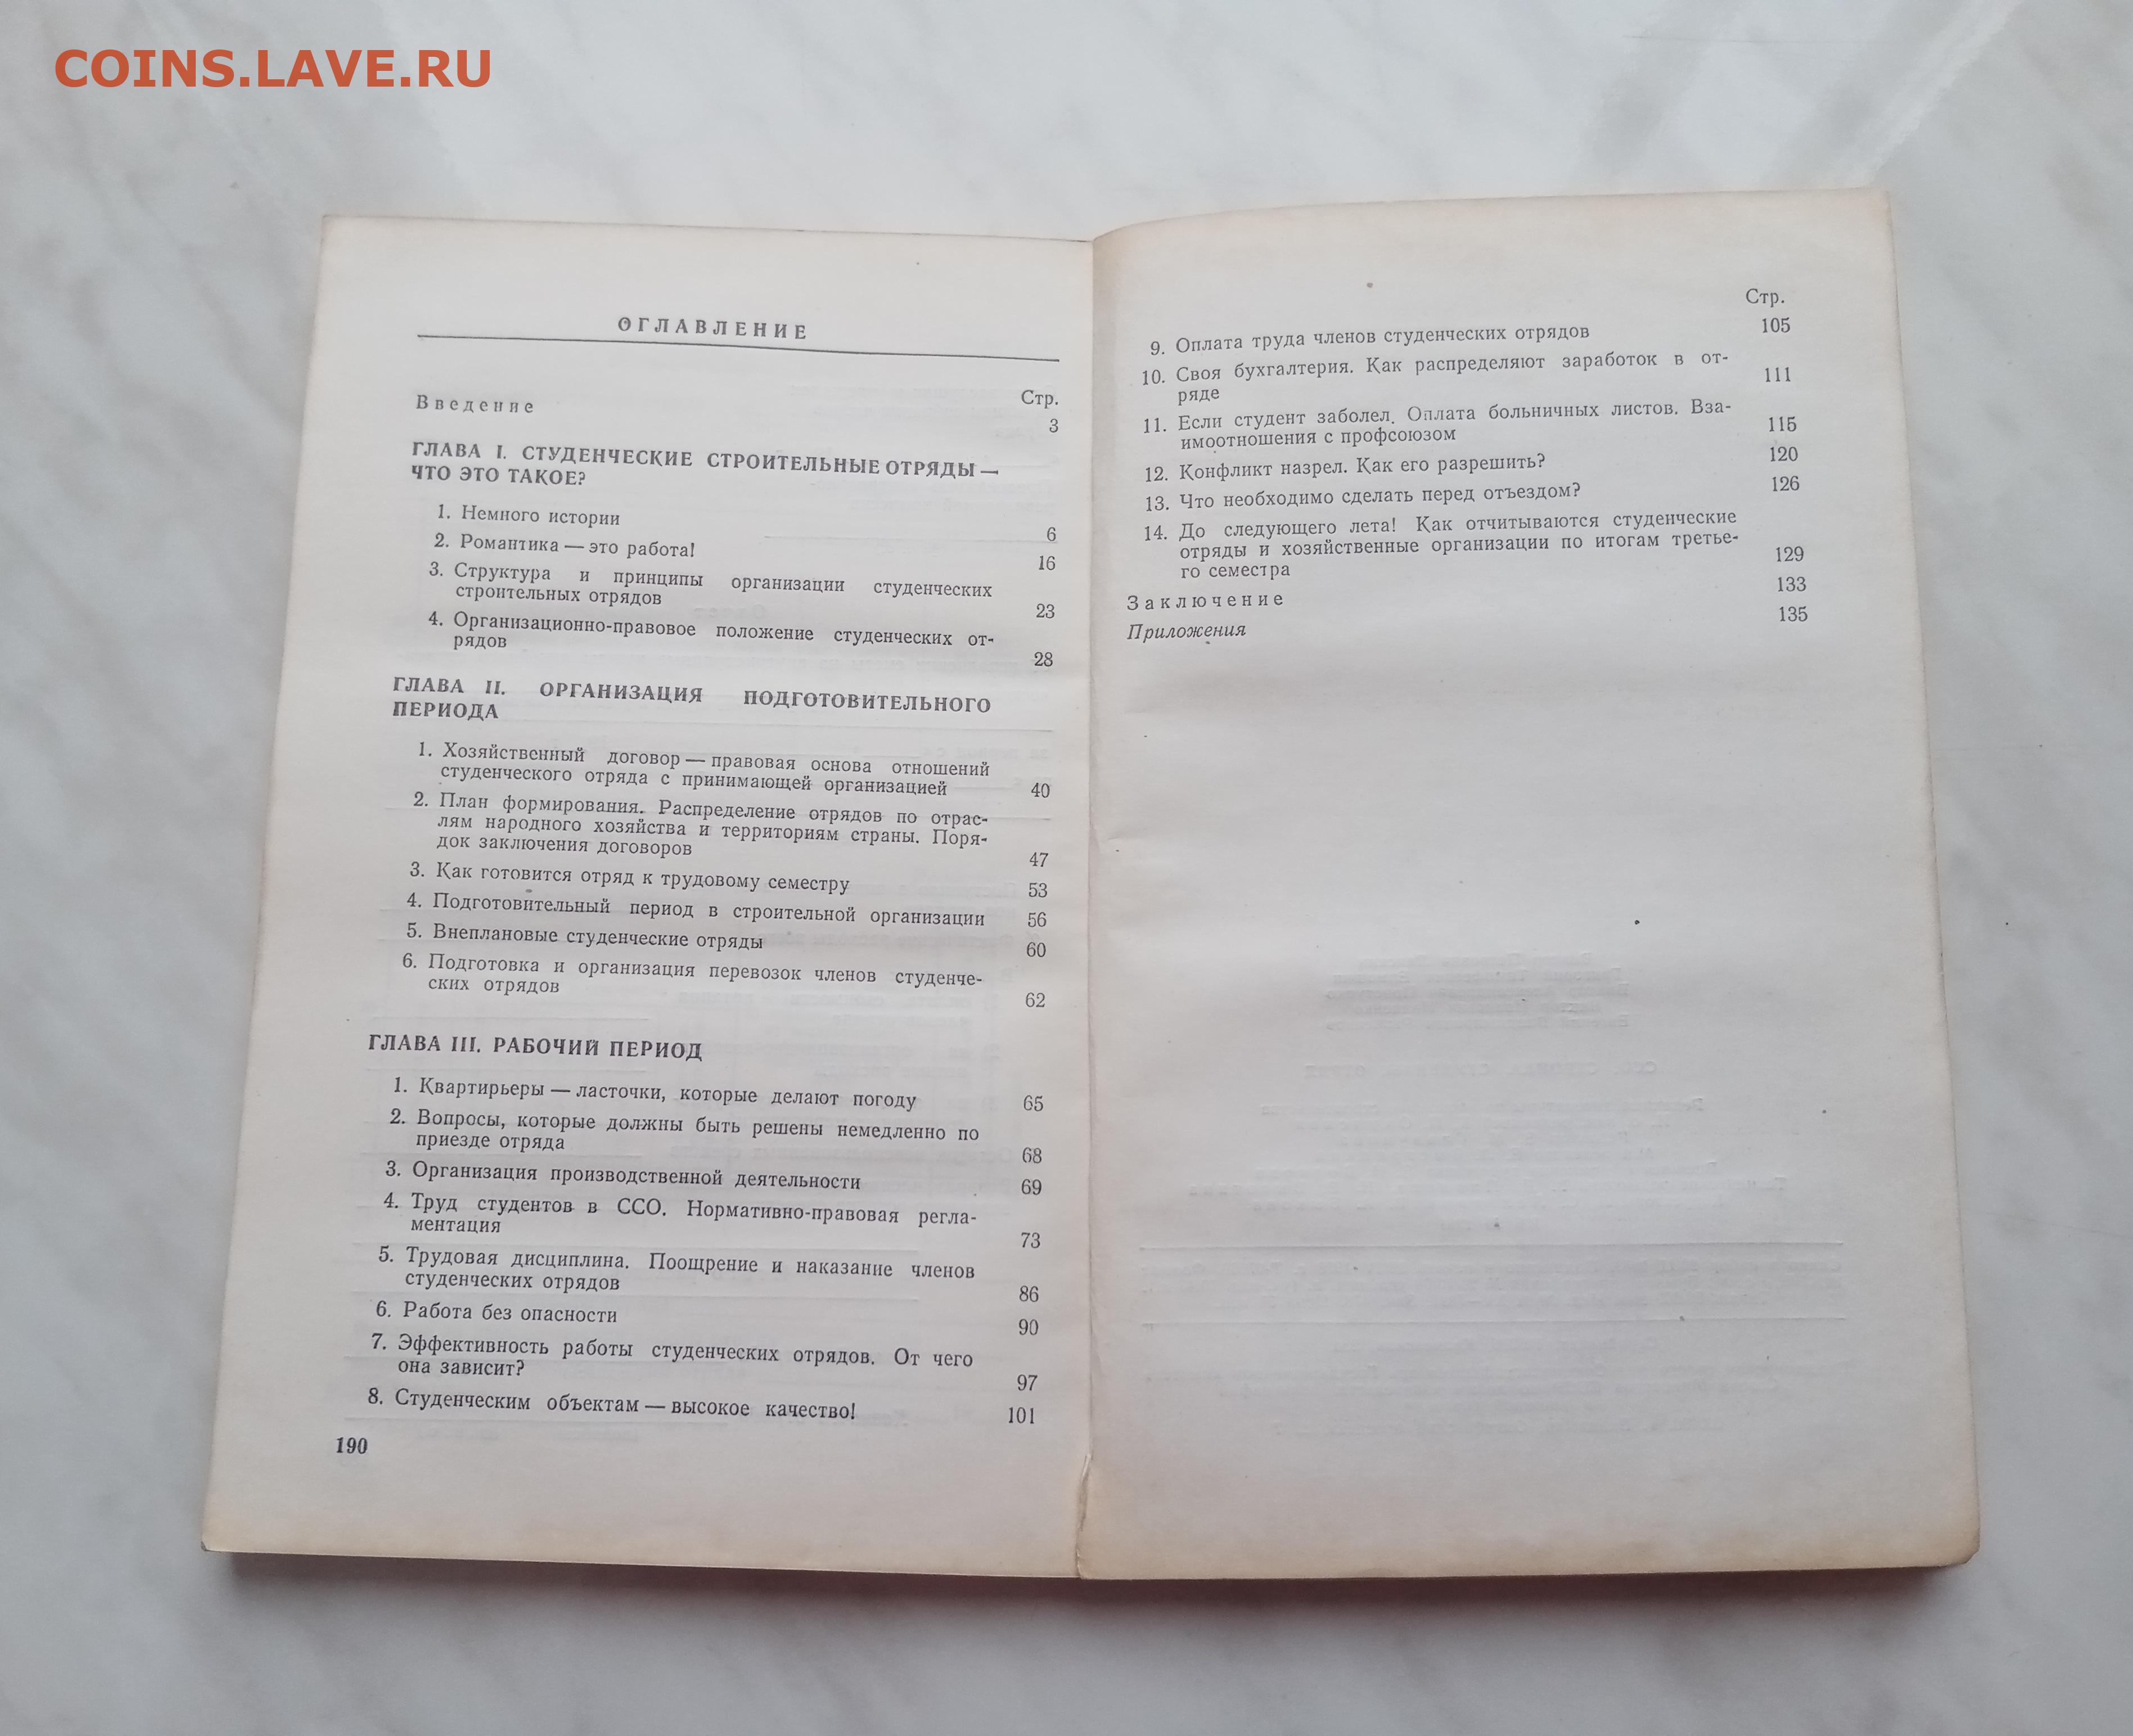 COINS.LAVE.RU
ОГЛАВЛЕНИЕ
Стр.
Введение 3
ГЛАВА I. СТУДЕНЧЕСКИЕ СТРОИТЕЛЬНЫЕ ОТРЯДЫ —
ЧТО ЭТО ТАКОЕ?
1. Немного истории 6
2. Романтика — это работа! 16
3. Структура и принципы организации студенческих
строительных отрядов 23
4. Организационно-правовое положение студенческих от-
рядов 28
ГЛАВА II. ОРГАНИЗАЦИЯ ПОДГОТОВИТЕЛЬНОГО
ПЕРИОДА
1. Хозяйственный договор — правовая основа отношений
студенческого отряда с принимающей организацией 40
2. План формирования. Распределение отрядов по отрас-
лям народного хозяйства и территориям страны. Поря-
док заключения договоров 47
3. Как готовится отряд к трудовому семестру 53
4. Подготовительный период в строительной организации 56
5. Внеплановые студенческие отряды 60
6. Подготовка и организация перевозок членов студенче-
ских отрядов 62
ГЛАВА III. РАБОЧИЙ ПЕРИОД
1. Квартирьеры — ласточки, которые делают погоду 65
2. Вопросы, которые должны быть решены немедленно по
приезде отряда 68
3. Организация производственной деятельности 69
4. Труд студентов в ССО. Нормативно-правовая регла-
ментация 73
5. Трудовая дисциплина. Поощрение и наказание членов
студенческих отрядов 86
6. Работа без опасности 90
7. Эффективность работы студенческих отрядов. От чего
она зависит? 97
8. Студенческим объектам — высокое качество! 101
190
Стр.
9. Оплата труда членов студенческих отрядов 105
10. Своя бухгалтерия. Как распределяют заработок в от-
ряде 111
11. Если студент заболел. Оплата больничных листов. Вза-
имоотношения с профсоюзом 115
12. Конфликт назрел. Как его разрешить? 120
13. Что необходимо сделать перед отъездом? 126
14. До следующего лета! Как отчитываются студенческие
отряды и хозяйственные организации по итогам третье-
го семестра 129
Заключение 133
Приложения 135